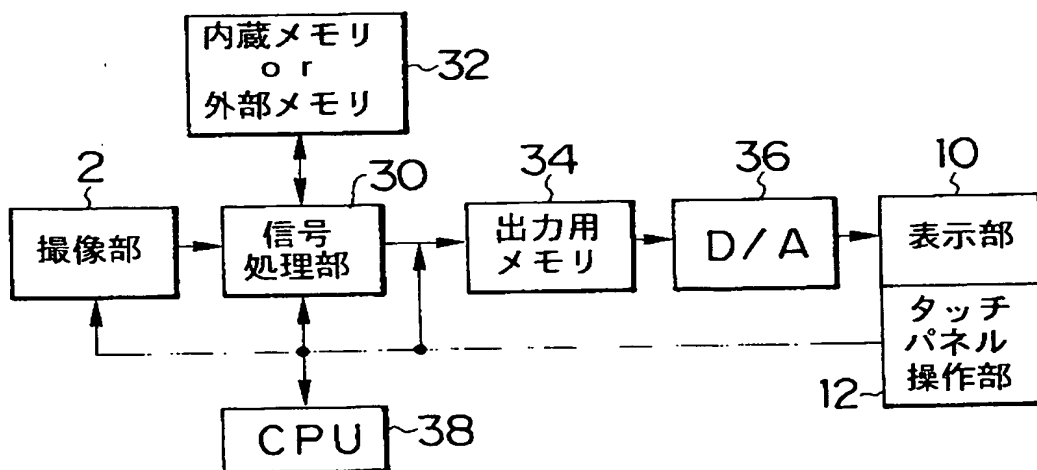 内蔵メモリ
or
外部メモリ
32
2
30
34
36
10
撮像部
信号
処理部
出力用
メモリ
D/A
表示部
タッチ
パネル
操作部
12
CPU
38